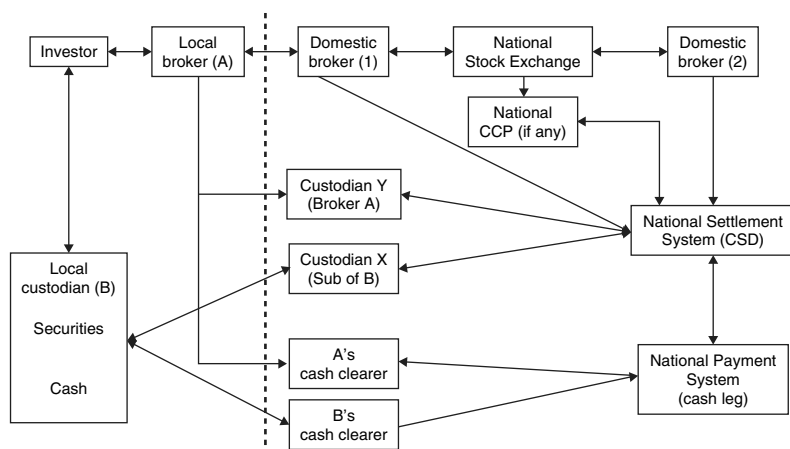 Investor
Local
broker (A)
Domestic
broker (1)
National
Stock Exchange
Domestic
broker (2)
National
CCP (if any)
Custodian Y
(Broker A)
National Settlement
System (CSD)
Custodian X
(Sub of B)
Local
custodian (B)
Securities
Cash
A's
cash clearer
National Payment
System
(cash leg)
B's
cash clearer